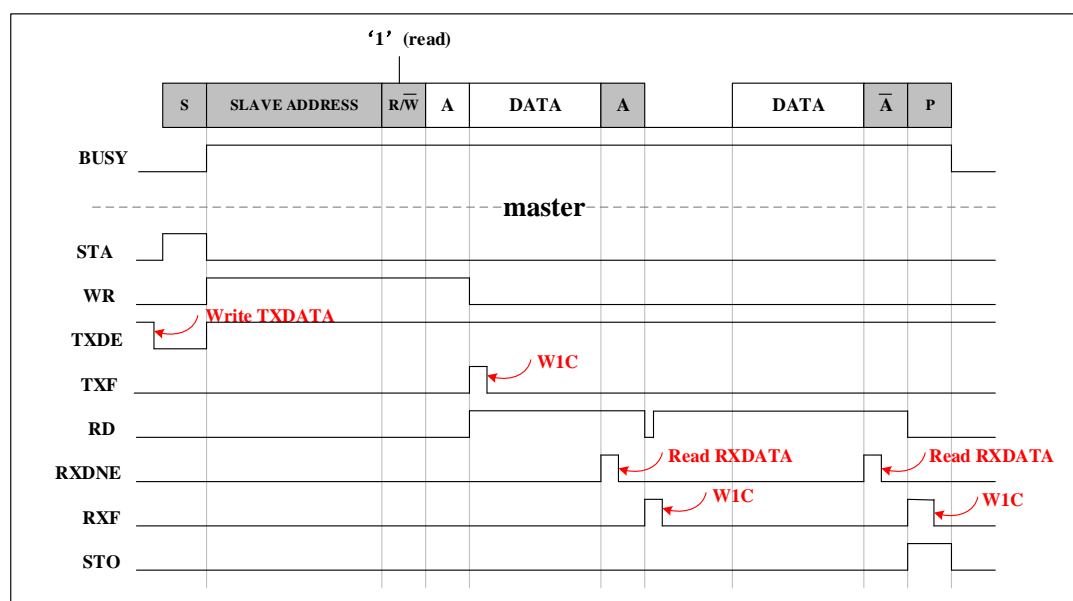 ‘1’ (read)
S SLAVE ADDRESS R/W̅ A DATA A DATA A̅ P
BUSY
master
STA
WR
Write TXDATA
TXDE
W1C
TXF
RD
Read RXDATA Read RXDATA
RXDNE
W1C W1C
RXF
STO